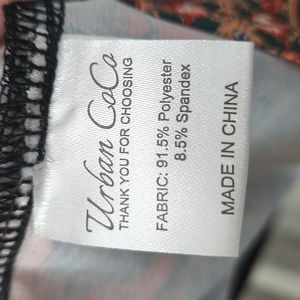 Urban CoCo
THANK YOU FOR CHOOSING
FABRIC: 91.5% Polyester
8.5% Spandex
MADE IN CHINA